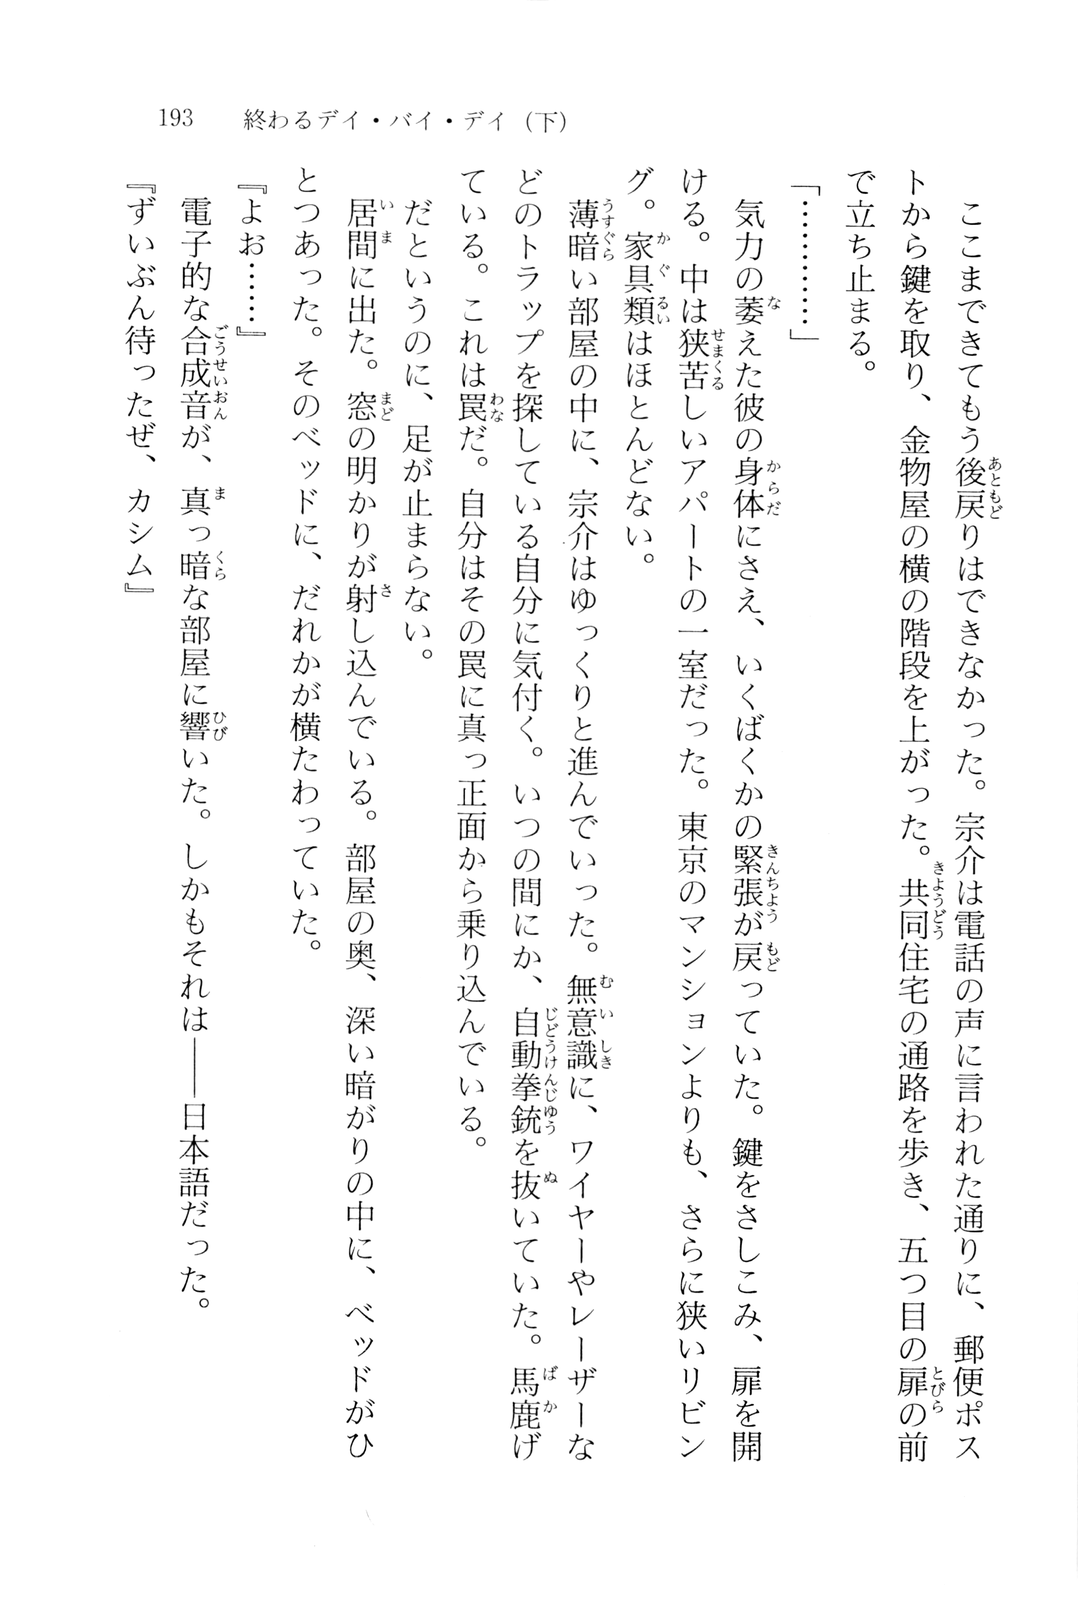 193　終わるデイ・バイ・デイ（下）
　ここまできてもう後戻りはできなかった。宗介は電話の声に言われた通りに、郵便ポス
トから鍵を取り、金物屋の横の階段を上がった。共同住宅の通路を歩き、五つ目の扉の前
で立ち止まる。
「…………」
　気力の萎えた彼の身体にさえ、いくばくかの緊張が戻っていた。鍵をさしこみ、扉を開
ける。中は狭苦しいアパートの一室だった。東京のマンションよりも、さらに狭いリビン
グ。家具類はほとんどない。
　薄暗い部屋の中に、宗介はゆっくりと進んでいった。無意識に、ワイヤーやレーザーな
どのトラップを探している自分に気付く。いつの間にか、自動拳銃を抜いていた。馬鹿げ
ている。これは罠だ。自分はその罠に真っ正面から乗り込んでいる。
　だというのに、足が止まらない。
　居間に出た。窓の明かりが射し込んでいる。部屋の奥、深い暗がりの中に、ベッドがひ
とつあった。そのベッドに、だれかが横たわっていた。
『よお……』
　電子的な合成音が、真っ暗な部屋に響いた。しかもそれは――日本語だった。
『ずいぶん待ったぜ、カシム』